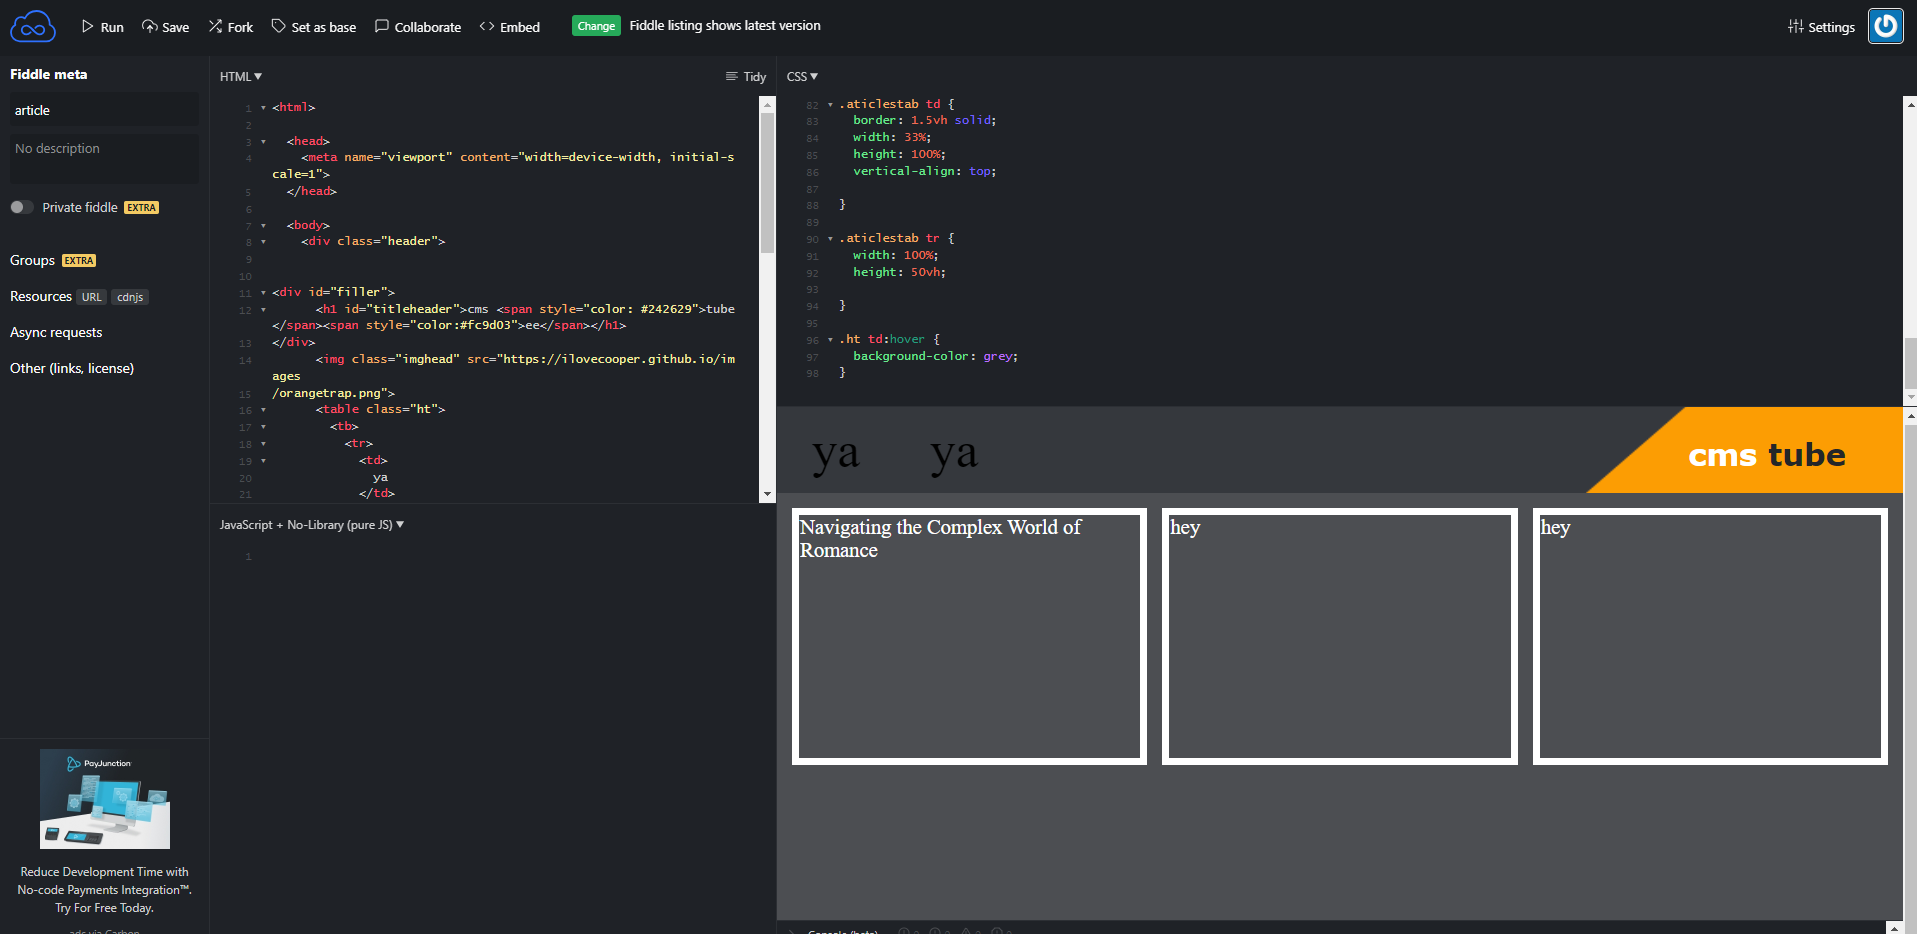 Run Save Fork Set as base Collaborate Embed Change Fiddle listing shows latest version Settings
Fiddle meta
article
No description
Private fiddle EXTRA
Groups EXTRA
Resources URL cdnjs
Async requests
Other (links, license)
PayJunction
Reduce Development Time with
No-code Payments Integration™.
Try For Free Today.
ads via Carbon
HTML ▼ Tidy
1 <html>
2
3 <head>
4 <meta name="viewport" content="width=device-width, initial-s
cale=1">
5 </head>
6
7 <body>
8 <div class="header">
9
10
11 <div id="filler">
12 <h1 id="titleheader">cms <span style="color: #242629">tube
</span><span style="color:#fc9d03">ee</span></h1>
13 </div>
14 <img class="imghead" src="https://ilovecooper.github.io/im
ages
15 /orangetrap.png">
16 <table class="ht">
17 <tb>
18 <tr>
19 <td>
20 ya
21 </td>
JavaScript + No-Library (pure JS) ▼
1
CSS ▼
82 .aticlestab td {
83 border: 1.5vh solid;
84 width: 33%;
85 height: 100%;
86 vertical-align: top;
87
88 }
89
90 .aticlestab tr {
91 width: 100%;
92 height: 50vh;
93
94 }
95
96 .ht td:hover {
97 background-color: grey;
98 }
ya ya cms tube
Navigating the Complex World of
Romance
hey
hey
Console (beta)